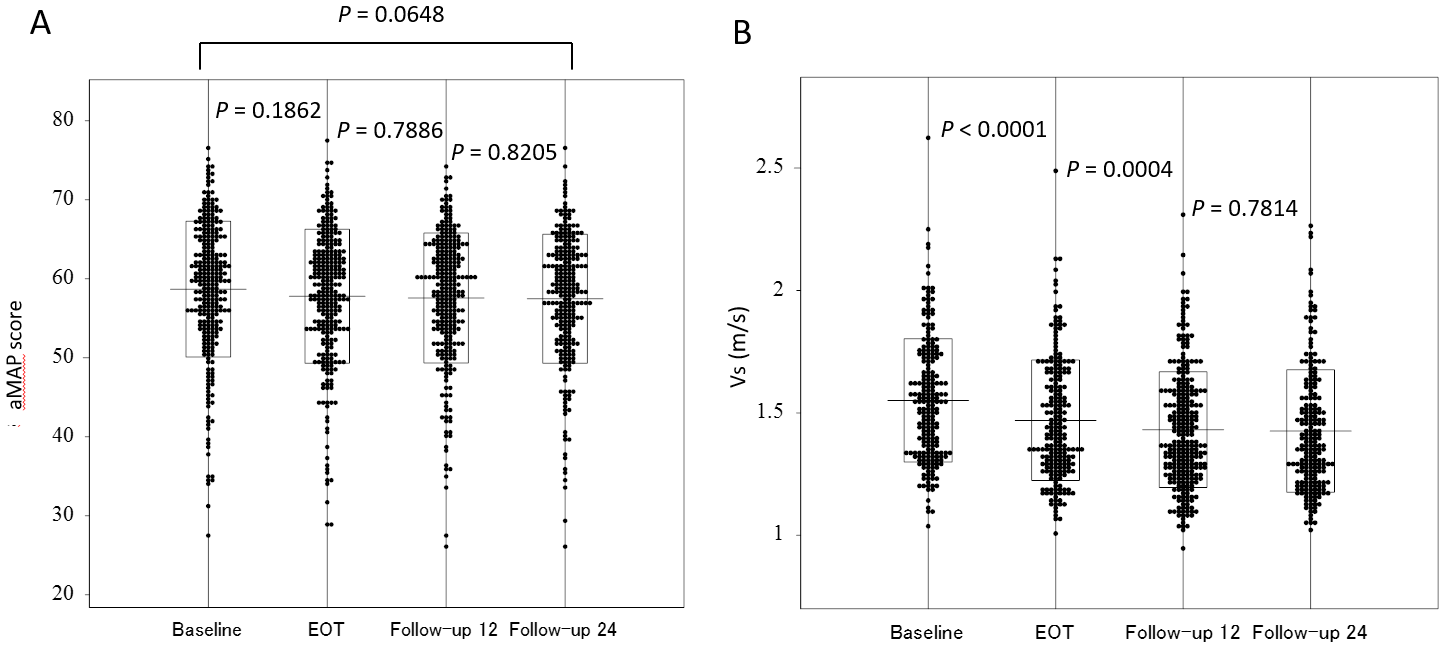 A
P = 0.0648
P = 0.1862
P = 0.7886
P = 0.8205
80
70
60
50
40
30
20
aMAP score
Baseline EOT Follow-up 12 Follow-up 24
B
P < 0.0001
P = 0.0004
P = 0.7814
2.5
2
1.5
1
Vs (m/s)
Baseline EOT Follow-up 12 Follow-up 24